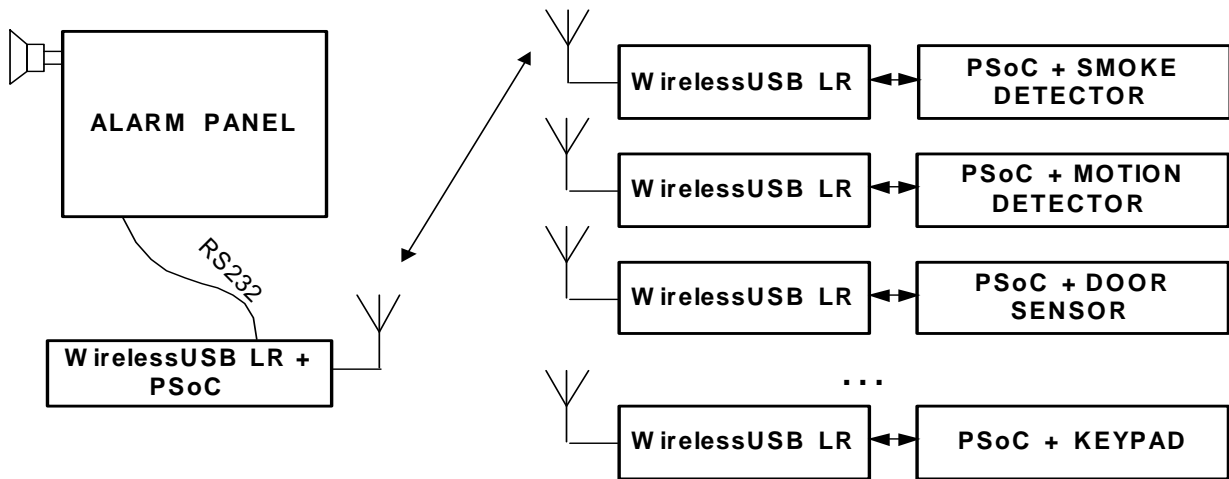 ALARM PANEL
RS232
WirelessUSB LR +
PSoC
WirelessUSB LR
PSoC + SMOKE
DETECTOR
WirelessUSB LR
PSoC + MOTION
DETECTOR
WirelessUSB LR
PSoC + DOOR
SENSOR
...
WirelessUSB LR
PSoC + KEYPAD